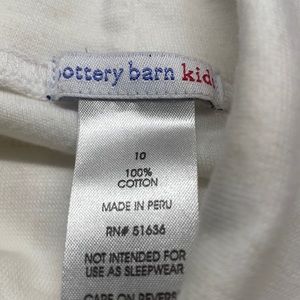 pottery barn kids
10
100%
COTTON
MADE IN PERU
RN# 51636
NOT INTENDED FOR
USE AS SLEEPWEAR
CARE ON REVERS